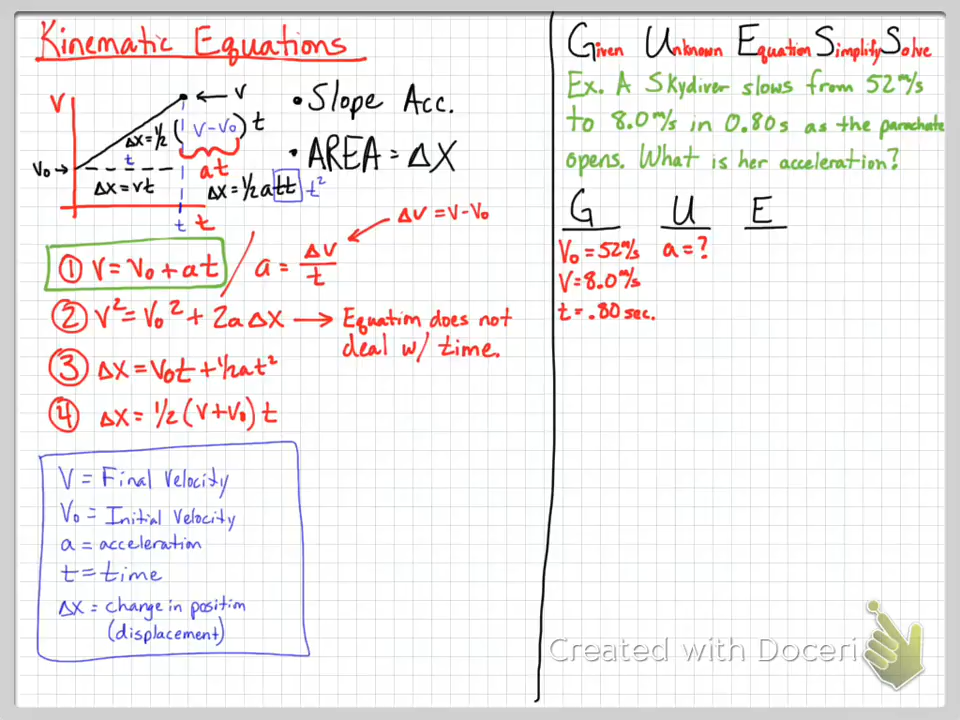 Kinematic Equations
V
← V
Δx=½ (V-V₀) t
t
V₀→
at
Δx=vt
Δx=½att t²
t t
• Slope Acc.
• AREA = ΔX
① V=V₀+at / a = ΔV/t
ΔV=V-V₀
② V²=V₀²+2aΔX → Equation does not
deal w/ time.
③ ΔX=V₀t+½at²
④ ΔX=½(V+V₀)t
V = Final Velocity
V₀ = Initial Velocity
a = acceleration
t = time
ΔX = change in position
(displacement)
Given Unknown Equation Simplify Solve
Ex. A Skydiver slows from 52 m/s
to 8.0 m/s in 0.80s as the parachute
opens. What is her acceleration?
G U E
V₀=52 m/s a=?
V=8.0 m/s
t=.80 sec.
Created with Doceri